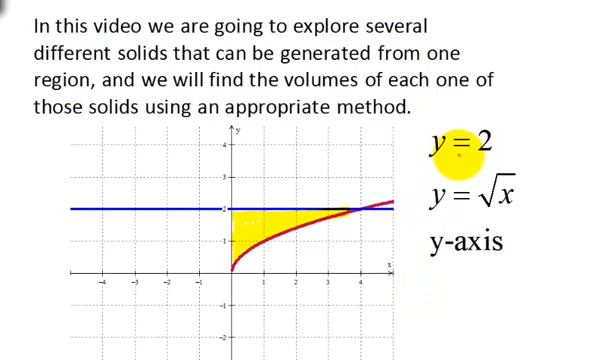 In this video we are going to explore several
different solids that can be generated from one
region, and we will find the volumes of each one of
those solids using an appropriate method.
y = 2
y = √x
y-axis
y
4
3
2
1
x
-4 -3 -2 -1 1 2 3 4
-1
-2